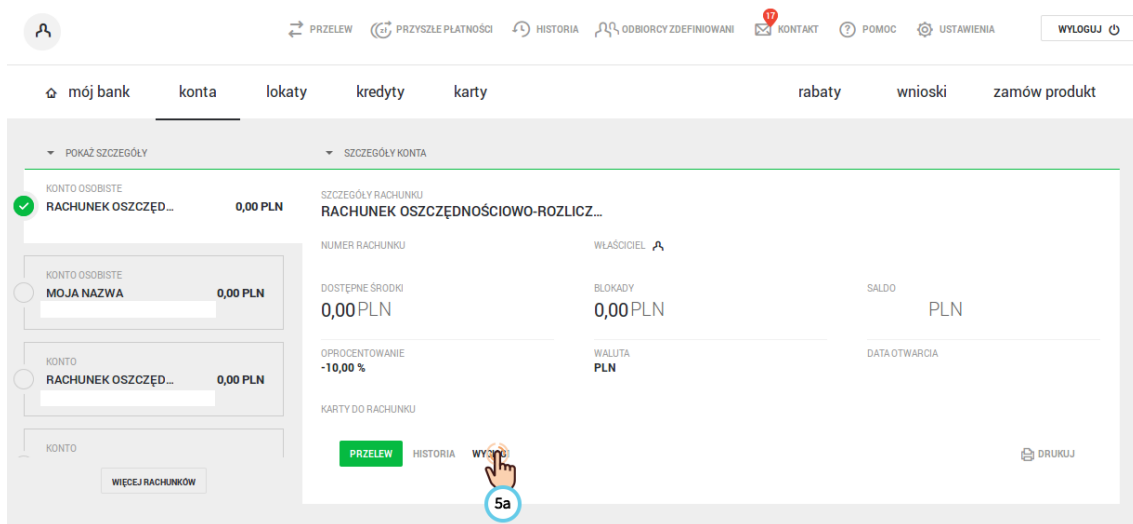 17
PRZELEW PRZYSZŁE PŁATNOŚCI HISTORIA ODBIORCY ZDEFINIOWANI KONTAKT POMOC USTAWIENIA WYLOGUJ
mój bank konta lokaty kredyty karty rabaty wnioski zamów produkt
POKAŻ SZCZEGÓŁY SZCZEGÓŁY KONTA
KONTO OSOBISTE
RACHUNEK OSZCZĘD... 0,00 PLN
KONTO OSOBISTE
MOJA NAZWA 0,00 PLN
KONTO
RACHUNEK OSZCZĘD... 0,00 PLN
KONTO
WIĘCEJ RACHUNKÓW
SZCZEGÓŁY RACHUNKU
RACHUNEK OSZCZĘDNOŚCIOWO-ROZLICZ...
NUMER RACHUNKU WŁAŚCICIEL
DOSTĘPNE ŚRODKI BLOKADY SALDO
0,00 PLN 0,00 PLN PLN
OPROCENTOWANIE WALUTA DATA OTWARCIA
-10,00 % PLN
KARTY DO RACHUNKU
PRZELEW HISTORIA DRUKUJ
5a